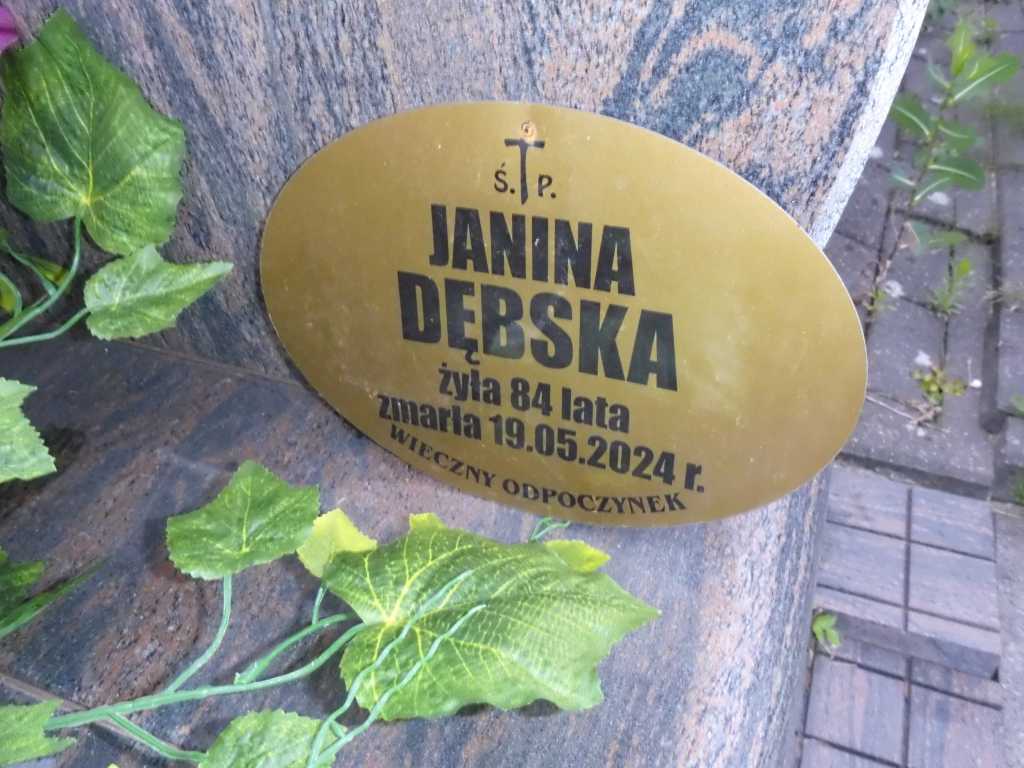 Ś. P.
JANINA
DĘBSKA
żyła 84 lata
zmarła 19.05.2024 r.
WIECZNY ODPOCZYNEK